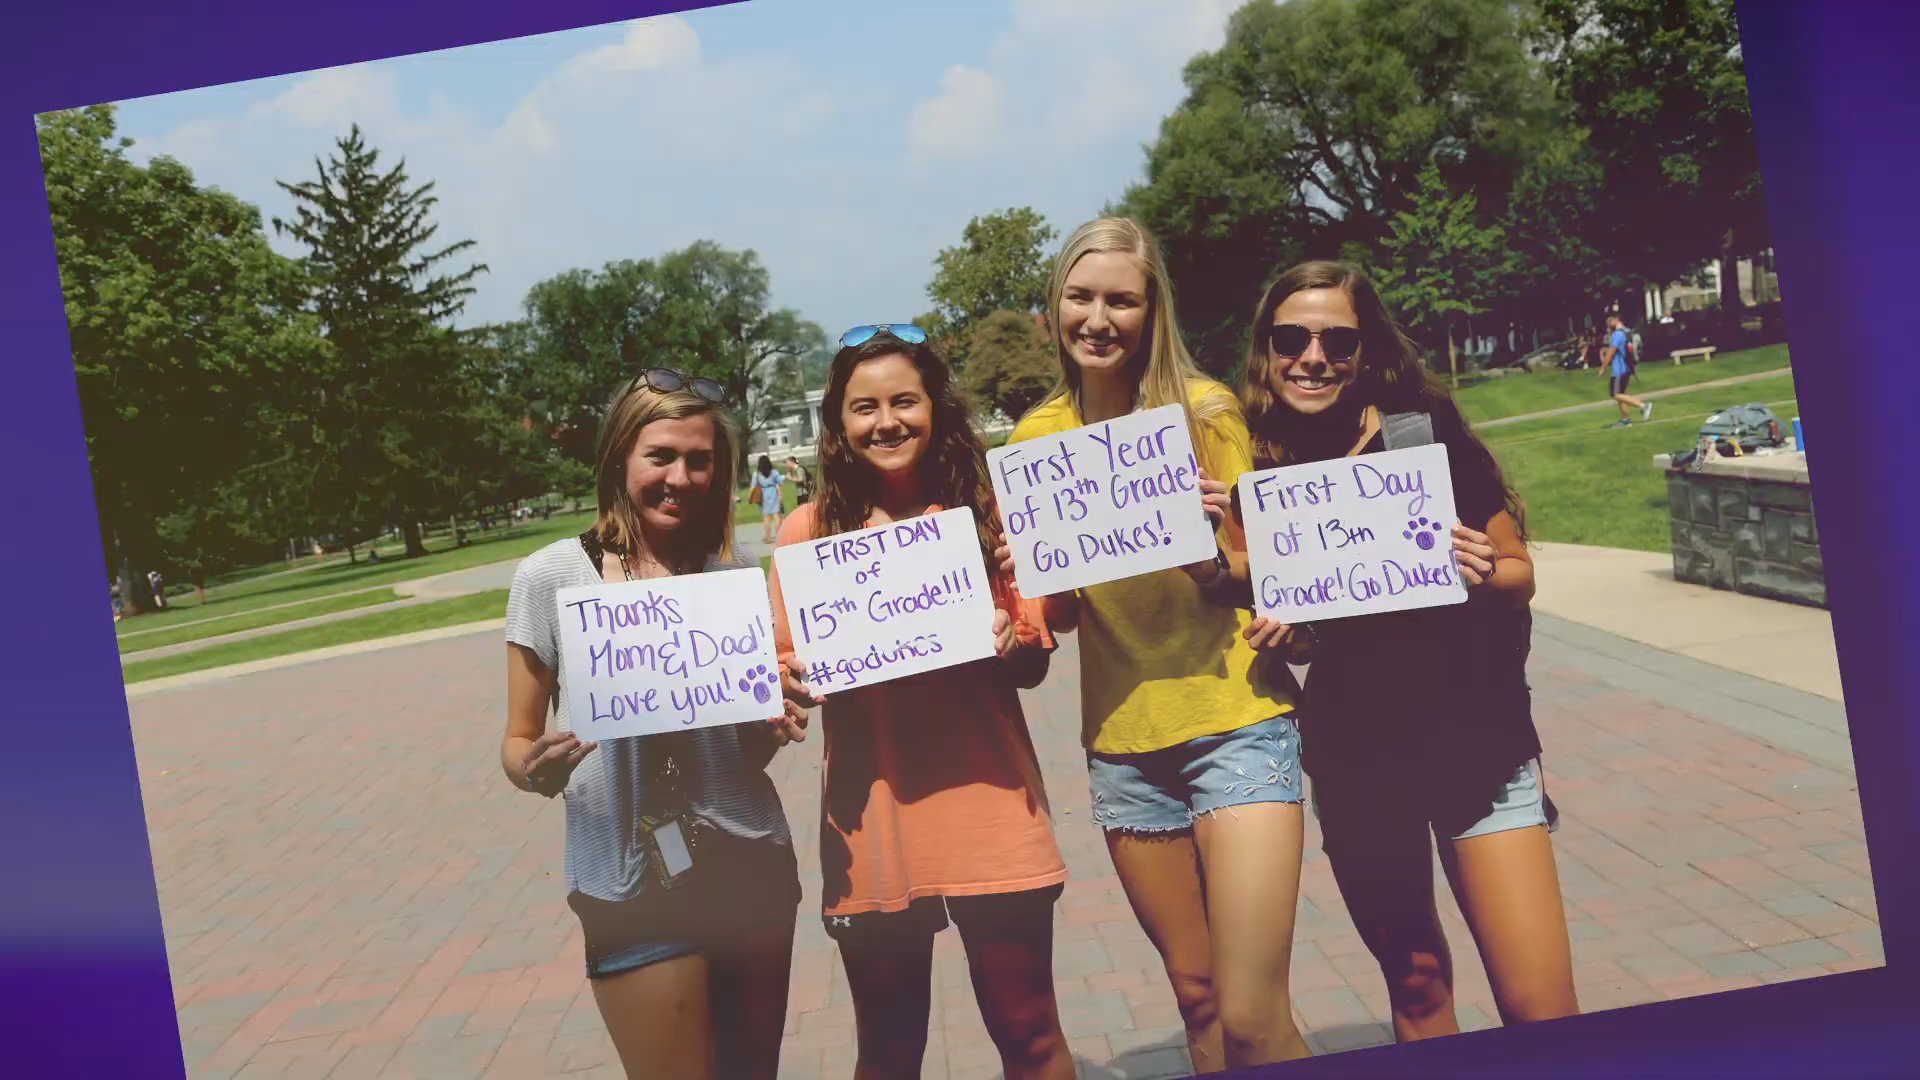 Thanks
Mom & Dad!
Love you!
FIRST DAY
of
15th Grade!!!
#godukes
First Year
of 13th Grade!
Go Dukes!
First Day
of 13th
Grade! Go Dukes!